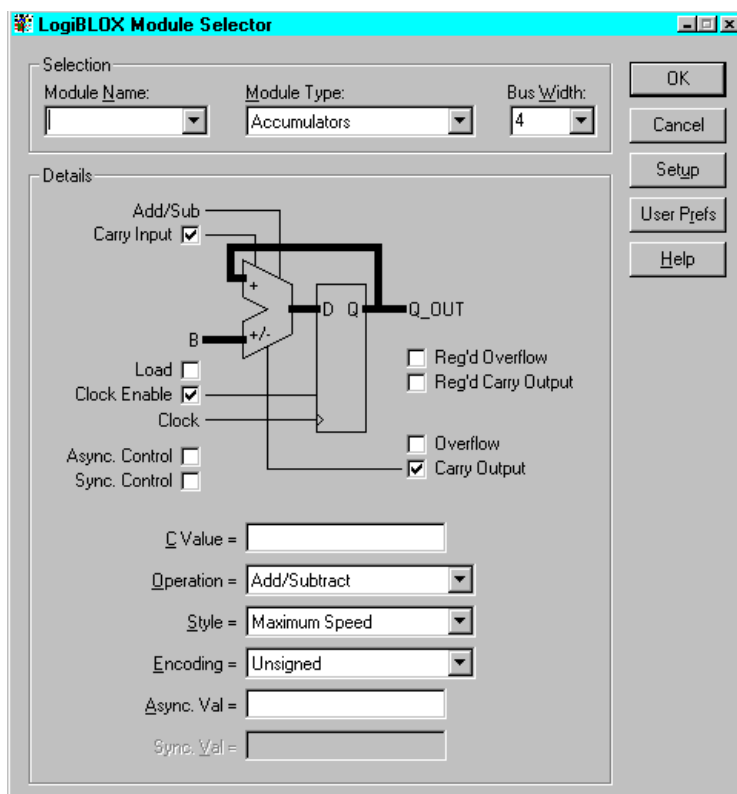 LogiBLOX Module Selector
Selection
Module Name: Module Type: Bus Width:
Accumulators 4
OK
Cancel
Setup
User Prefs
Help
Details
Add/Sub
Carry Input
+
D Q Q_OUT
+/-
B
Load
Reg'd Overflow
Clock Enable
Reg'd Carry Output
Clock
Overflow
Async. Control
Carry Output
Sync. Control
C Value =
Operation = Add/Subtract
Style = Maximum Speed
Encoding = Unsigned
Async. Val =
Sync. Val =